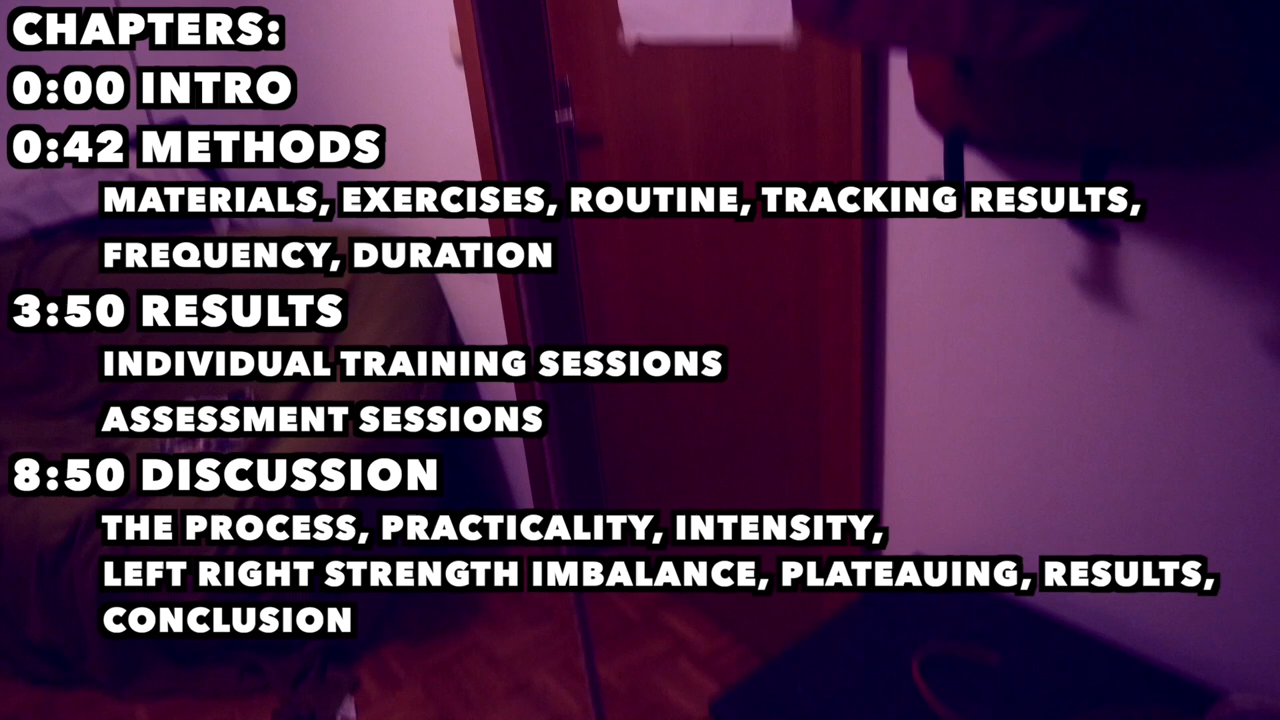 CHAPTERS:
0:00 INTRO
0:42 METHODS
MATERIALS, EXERCISES, ROUTINE, TRACKING RESULTS,
FREQUENCY, DURATION
3:50 RESULTS
INDIVIDUAL TRAINING SESSIONS
ASSESSMENT SESSIONS
8:50 DISCUSSION
THE PROCESS, PRACTICALITY, INTENSITY,
LEFT RIGHT STRENGTH IMBALANCE, PLATEAUING, RESULTS,
CONCLUSION